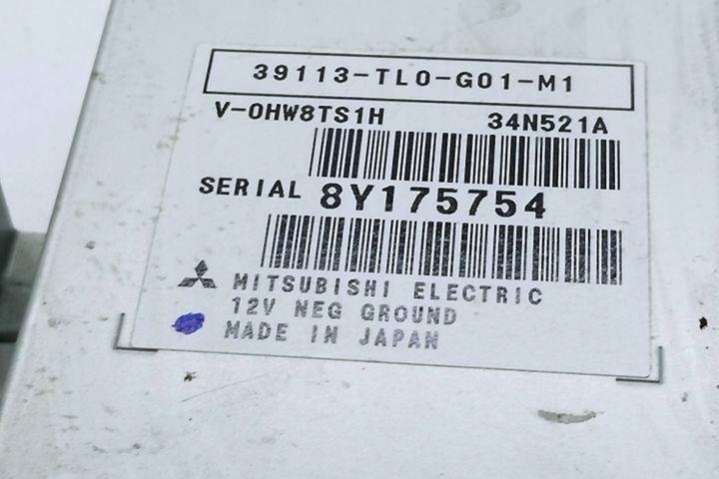 39113-TL0-G01-M1
V-0HW8TS1H 34N521A
SERIAL 8Y175754
MITSUBISHI ELECTRIC
12V NEG GROUND
MADE IN JAPAN